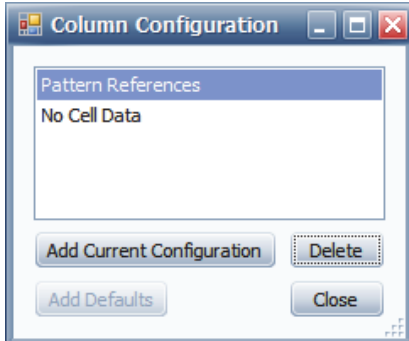 Column Configuration
Pattern References
No Cell Data
Add Current Configuration Delete
Add Defaults Close